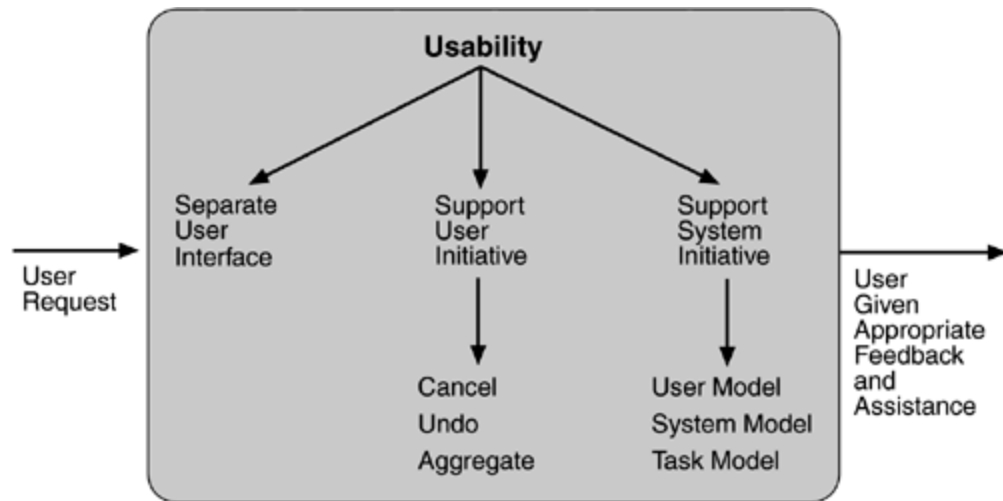 Usability
Separate
User
Interface
Support
User
Initiative
Support
System
Initiative
User
Request
User
Given
Appropriate
Feedback
and
Assistance
Cancel
Undo
Aggregate
User Model
System Model
Task Model